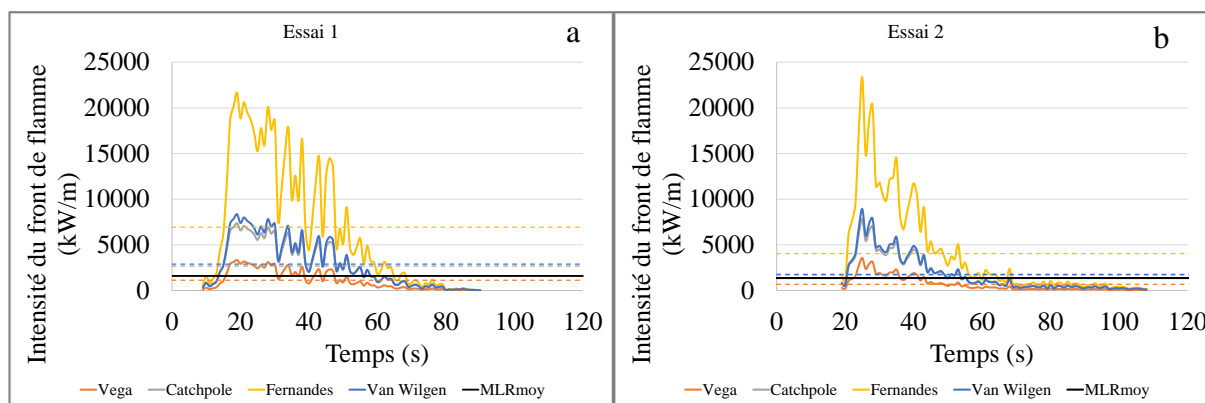 Essai 1
a
Intensité du front de flamme
(kW/m)
25000
20000
15000
10000
5000
0
0 20 40 60 80 100 120
Temps (s)
Vega Catchpole Fernandes Van Wilgen MLRmoy
Essai 2
b
Intensité du front de flamme
(kW/m)
25000
20000
15000
10000
5000
0
0 20 40 60 80 100 120
Temps (s)
Vega Catchpole Fernandes Van Wilgen MLRmoy